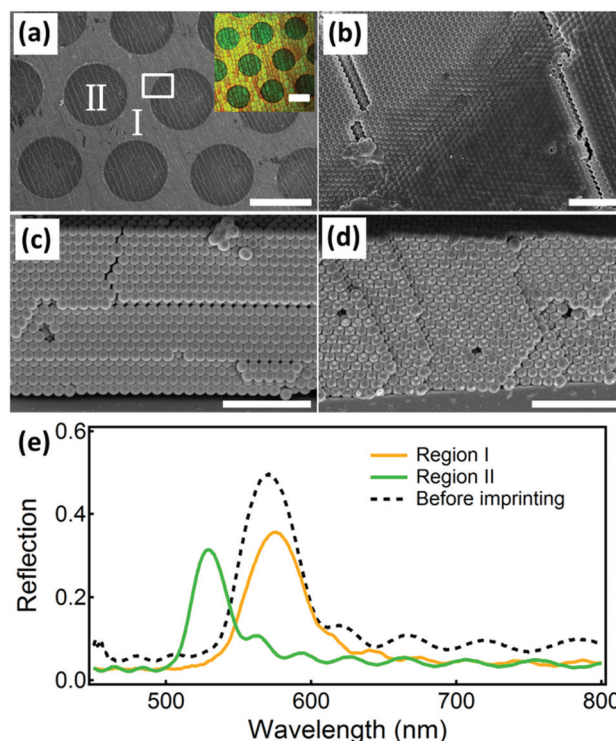 (a)
II
I
(b)
(c)
(d)
(e)
0.6
0.4
0.2
0.0
Reflection
Region I
Region II
Before imprinting
500
600
700
800
Wavelength (nm)